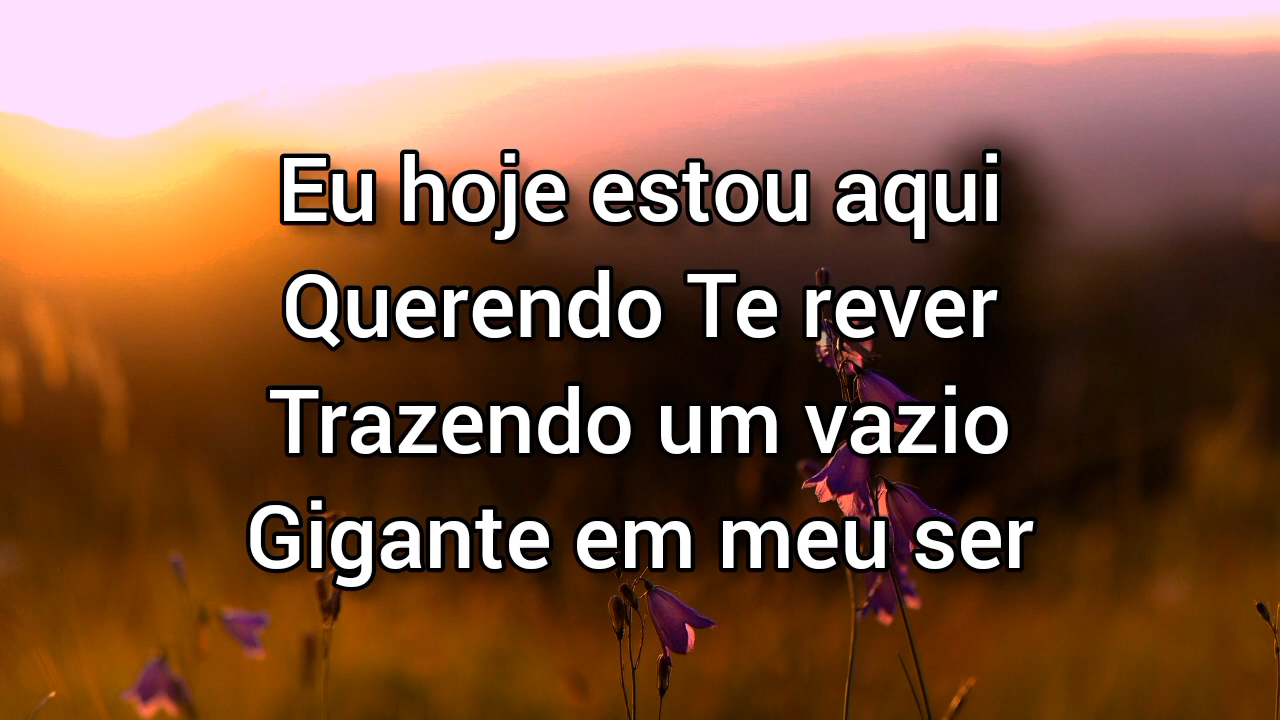 Eu hoje estou aqui
Querendo Te rever
Trazendo um vazio
Gigante em meu ser